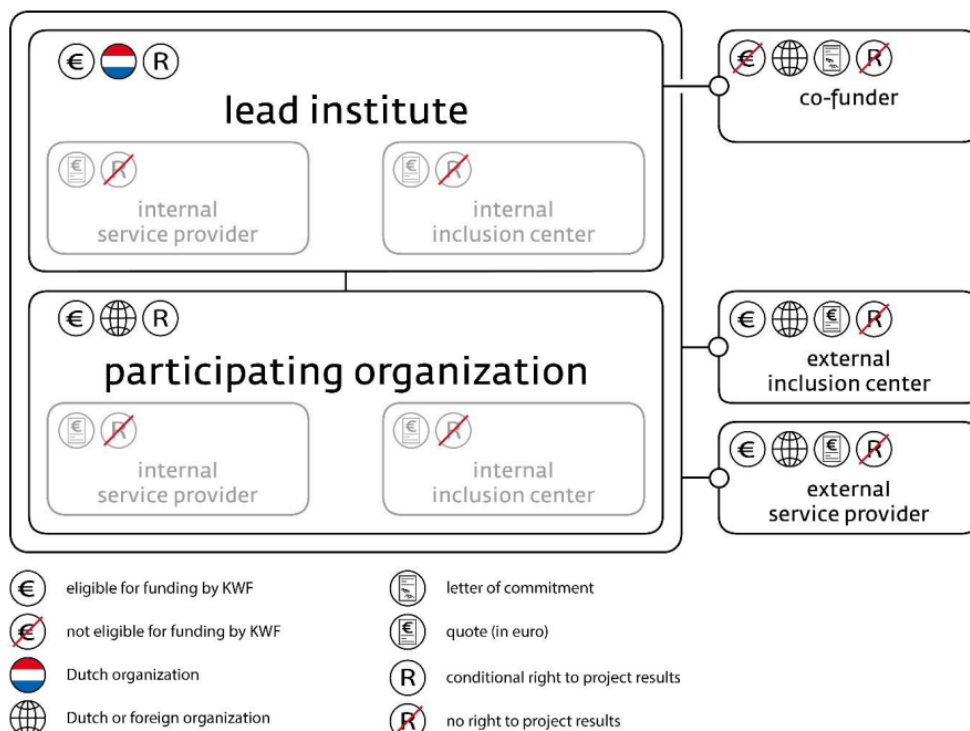 € R
lead institute
€ R
internal
service provider
€ R
internal
inclusion center
€ R
participating organization
€ R
internal
service provider
€ R
internal
inclusion center
€ R
co-funder
€ € R
external
inclusion center
€ € R
external
service provider
€ eligible for funding by KWF
€ not eligible for funding by KWF
Dutch organization
Dutch or foreign organization
letter of commitment
€ quote (in euro)
R conditional right to project results
R no right to project results